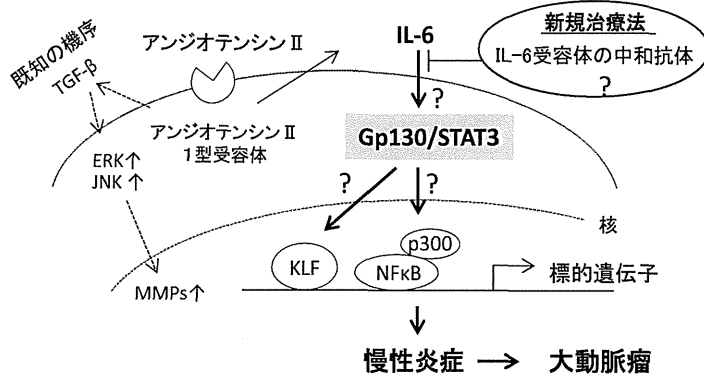 既知の機序
TGF-β
アンジオテンシンⅡ
アンジオテンシンⅡ
1型受容体
ERK↑
JNK↑
MMPs↑
IL-6
新規治療法
IL-6受容体の中和抗体
?
?
Gp130/STAT3
?
?
核
KLF
p300
NFκB
標的遺伝子
慢性炎症
大動脈瘤